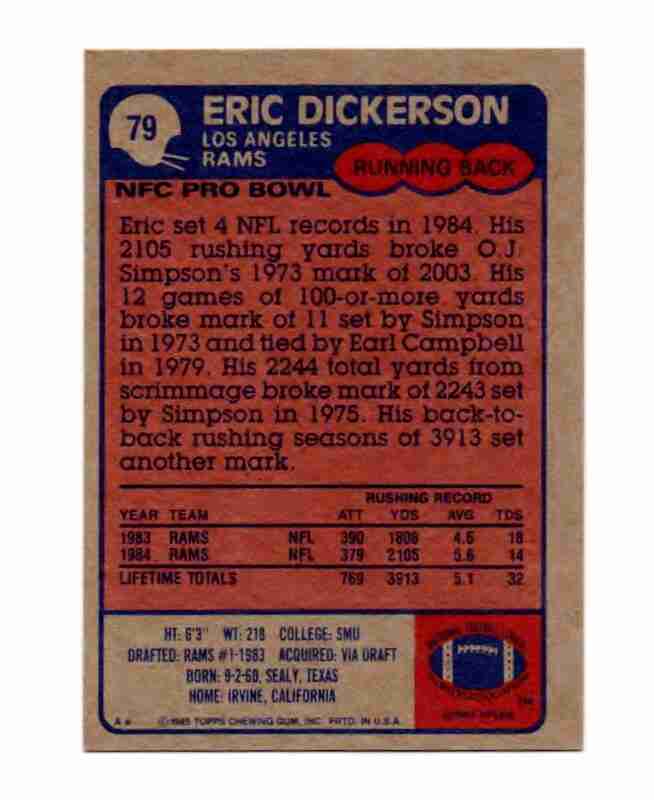 79
ERIC DICKERSON
LOS ANGELES
RAMS
RUNNING BACK
NFC PRO BOWL
Eric set 4 NFL records in 1984. His
2105 rushing yards broke O.J.
Simpson's 1973 mark of 2003. His
12 games of 100-or-more yards
broke mark of 11 set by Simpson
in 1973 and tied by Earl Campbell
in 1979. His 2244 total yards from
scrimmage broke mark of 2243 set
by Simpson in 1975. His back-to-
back rushing seasons of 3913 set
another mark.
RUSHING RECORD
YEAR TEAM ATT YDS AVG TDS
1983 RAMS NFL 390 1808 4.6 18
1984 RAMS NFL 379 2105 5.6 14
LIFETIME TOTALS 769 3913 5.1 32
HT: 6'3" WT: 218 COLLEGE: SMU
DRAFTED: RAMS #1-1983 ACQUIRED: VIA DRAFT
BORN: 9-2-60, SEALY, TEXAS
HOME: IRVINE, CALIFORNIA
©1985 TOPPS CHEWING GUM, INC. PRTD. IN U.S.A.